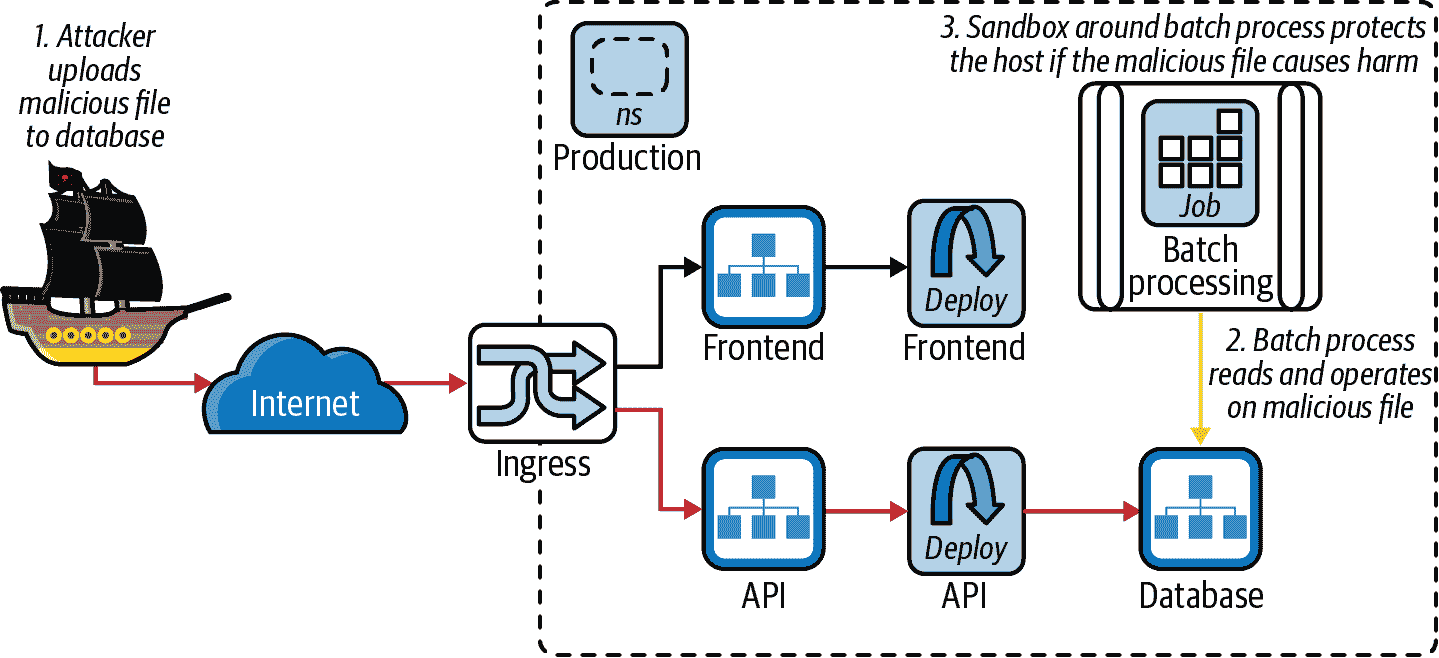 1. Attacker
uploads
malicious file
to database
3. Sandbox around batch process protects
the host if the malicious file causes harm
ns
Production
Job
Batch
processing
Deploy
Frontend
Frontend
2. Batch process
reads and operates
on malicious file
Internet
Ingress
Deploy
API
API
Database